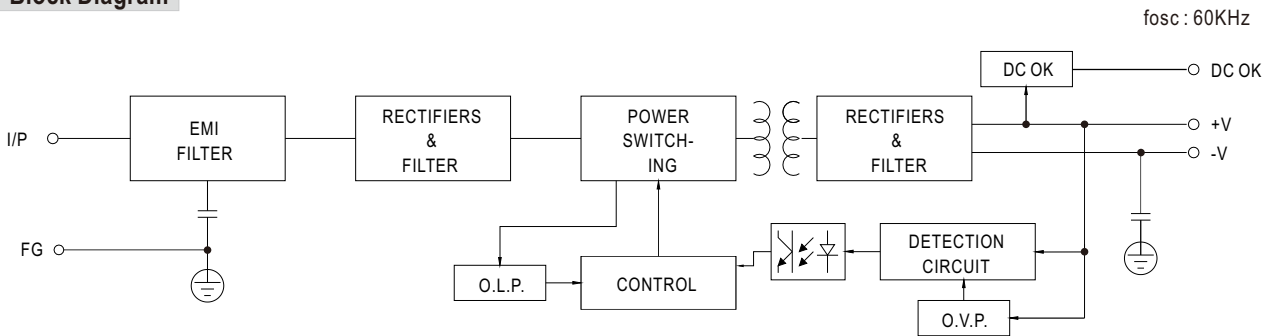 Block Diagram
fosc : 60KHz
DC OK
DC OK
I/P
EMI
FILTER
RECTIFIERS
&
FILTER
POWER
SWITCH-
ING
RECTIFIERS
&
FILTER
+V
-V
FG
O.L.P.
CONTROL
DETECTION
CIRCUIT
O.V.P.